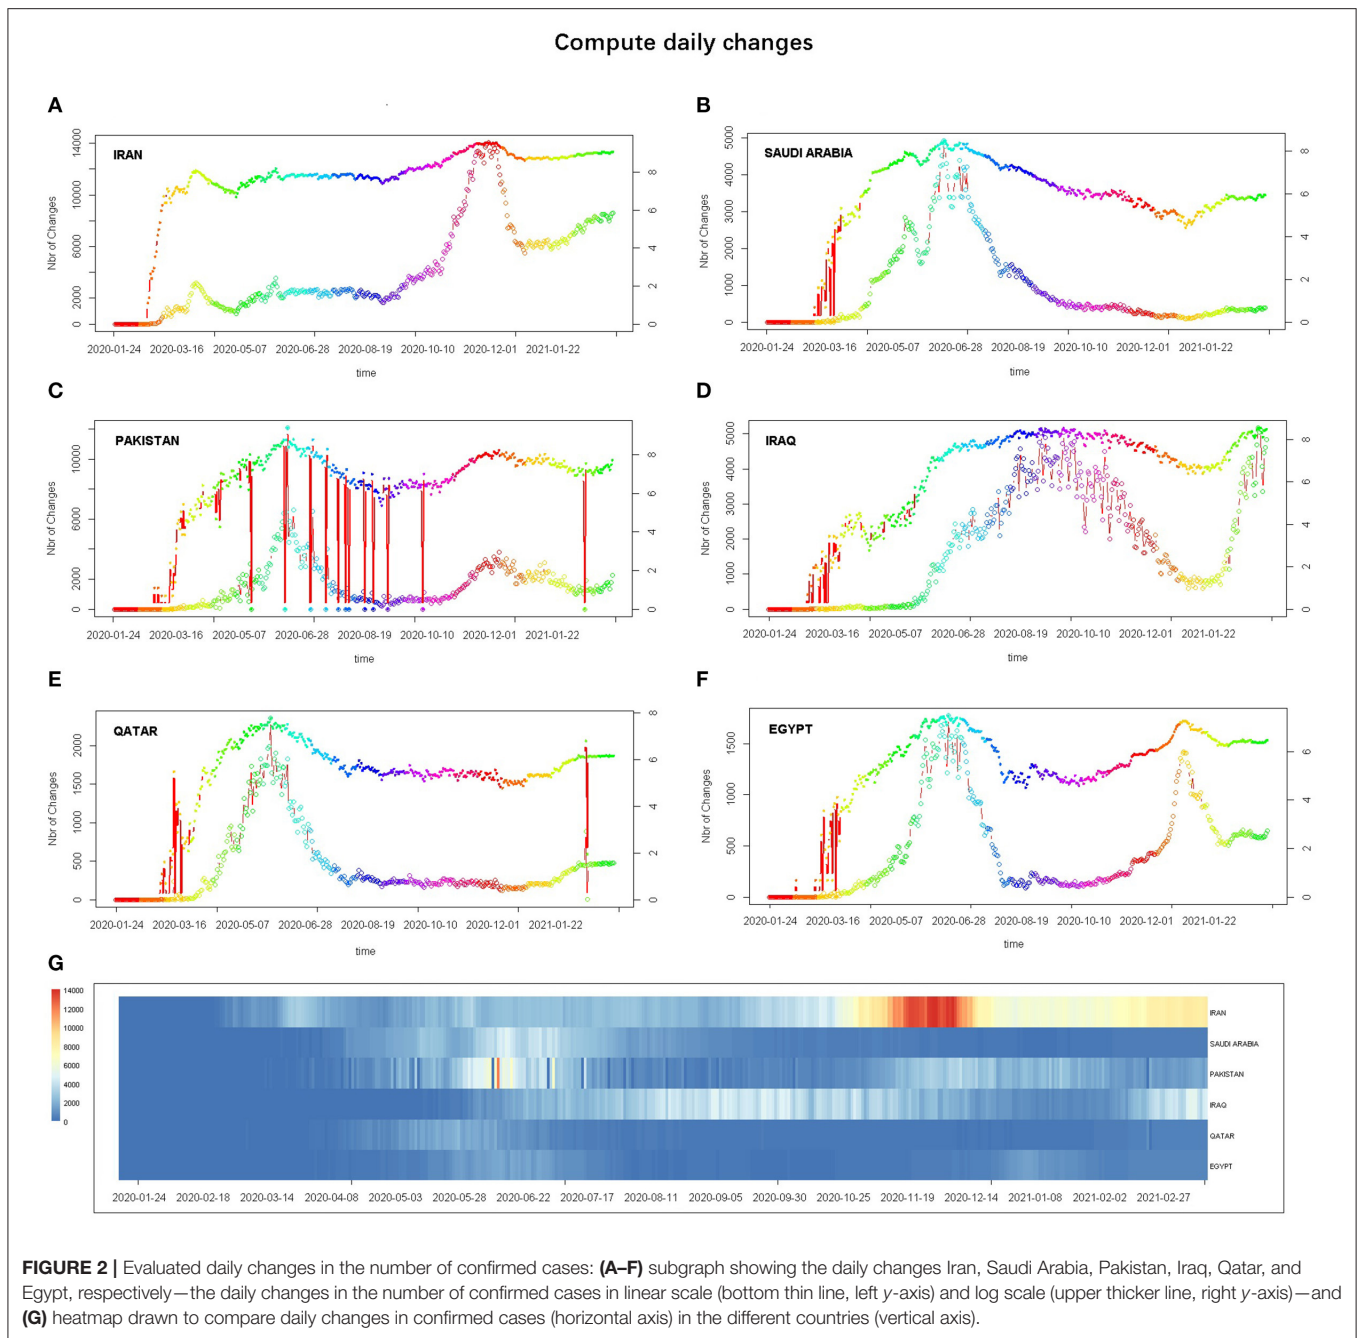 Compute daily changes
A
IRAN
Nbr of Changes
0
2000
6000
8000
10000
14000
0
2
4
6
8
2020-01-24 2020-03-16 2020-05-07 2020-06-28 2020-08-19 2020-10-10 2020-12-01 2021-01-22
time
B
SAUDI ARABIA
Nbr of Changes
0
1000
2000
3000
4000
5000
0
2
4
6
8
2020-01-24 2020-03-16 2020-05-07 2020-06-28 2020-08-19 2020-10-10 2020-12-01 2021-01-22
time
C
PAKISTAN
Nbr of Changes
0
2000
6000
10000
0
2
4
6
8
2020-01-24 2020-03-16 2020-05-07 2020-06-28 2020-08-19 2020-10-10 2020-12-01 2021-01-22
time
D
IRAQ
Nbr of Changes
0
1000
2000
3000
4000
5000
0
2
4
6
8
2020-01-24 2020-03-16 2020-05-07 2020-06-28 2020-08-19 2020-10-10 2020-12-01 2021-01-22
time
E
QATAR
Nbr of Changes
0
500
1000
1500
2000
0
2
4
6
8
2020-01-24 2020-03-16 2020-05-07 2020-06-28 2020-08-19 2020-10-10 2020-12-01 2021-01-22
time
F
EGYPT
Nbr of Changes
0
500
1000
1500
0
2
4
6
2020-01-24 2020-03-16 2020-05-07 2020-06-28 2020-08-19 2020-10-10 2020-12-01 2021-01-22
time
G
14000
12000
10000
8000
6000
4000
2000
0
IRAN
SAUDI ARABIA
PAKISTAN
IRAQ
QATAR
EGYPT
2020-01-24 2020-02-18 2020-03-14 2020-04-08 2020-05-03 2020-05-28 2020-06-22 2020-07-17 2020-08-11 2020-09-05 2020-09-30 2020-10-25 2020-11-19 2020-12-14 2021-01-08 2021-02-02 2021-02-27
FIGURE 2 | Evaluated daily changes in the number of confirmed cases: (A–F) subgraph showing the daily changes Iran, Saudi Arabia, Pakistan, Iraq, Qatar, and
Egypt, respectively—the daily changes in the number of confirmed cases in linear scale (bottom thin line, left y-axis) and log scale (upper thicker line, right y-axis)—and
(G) heatmap drawn to compare daily changes in confirmed cases (horizontal axis) in the different countries (vertical axis).